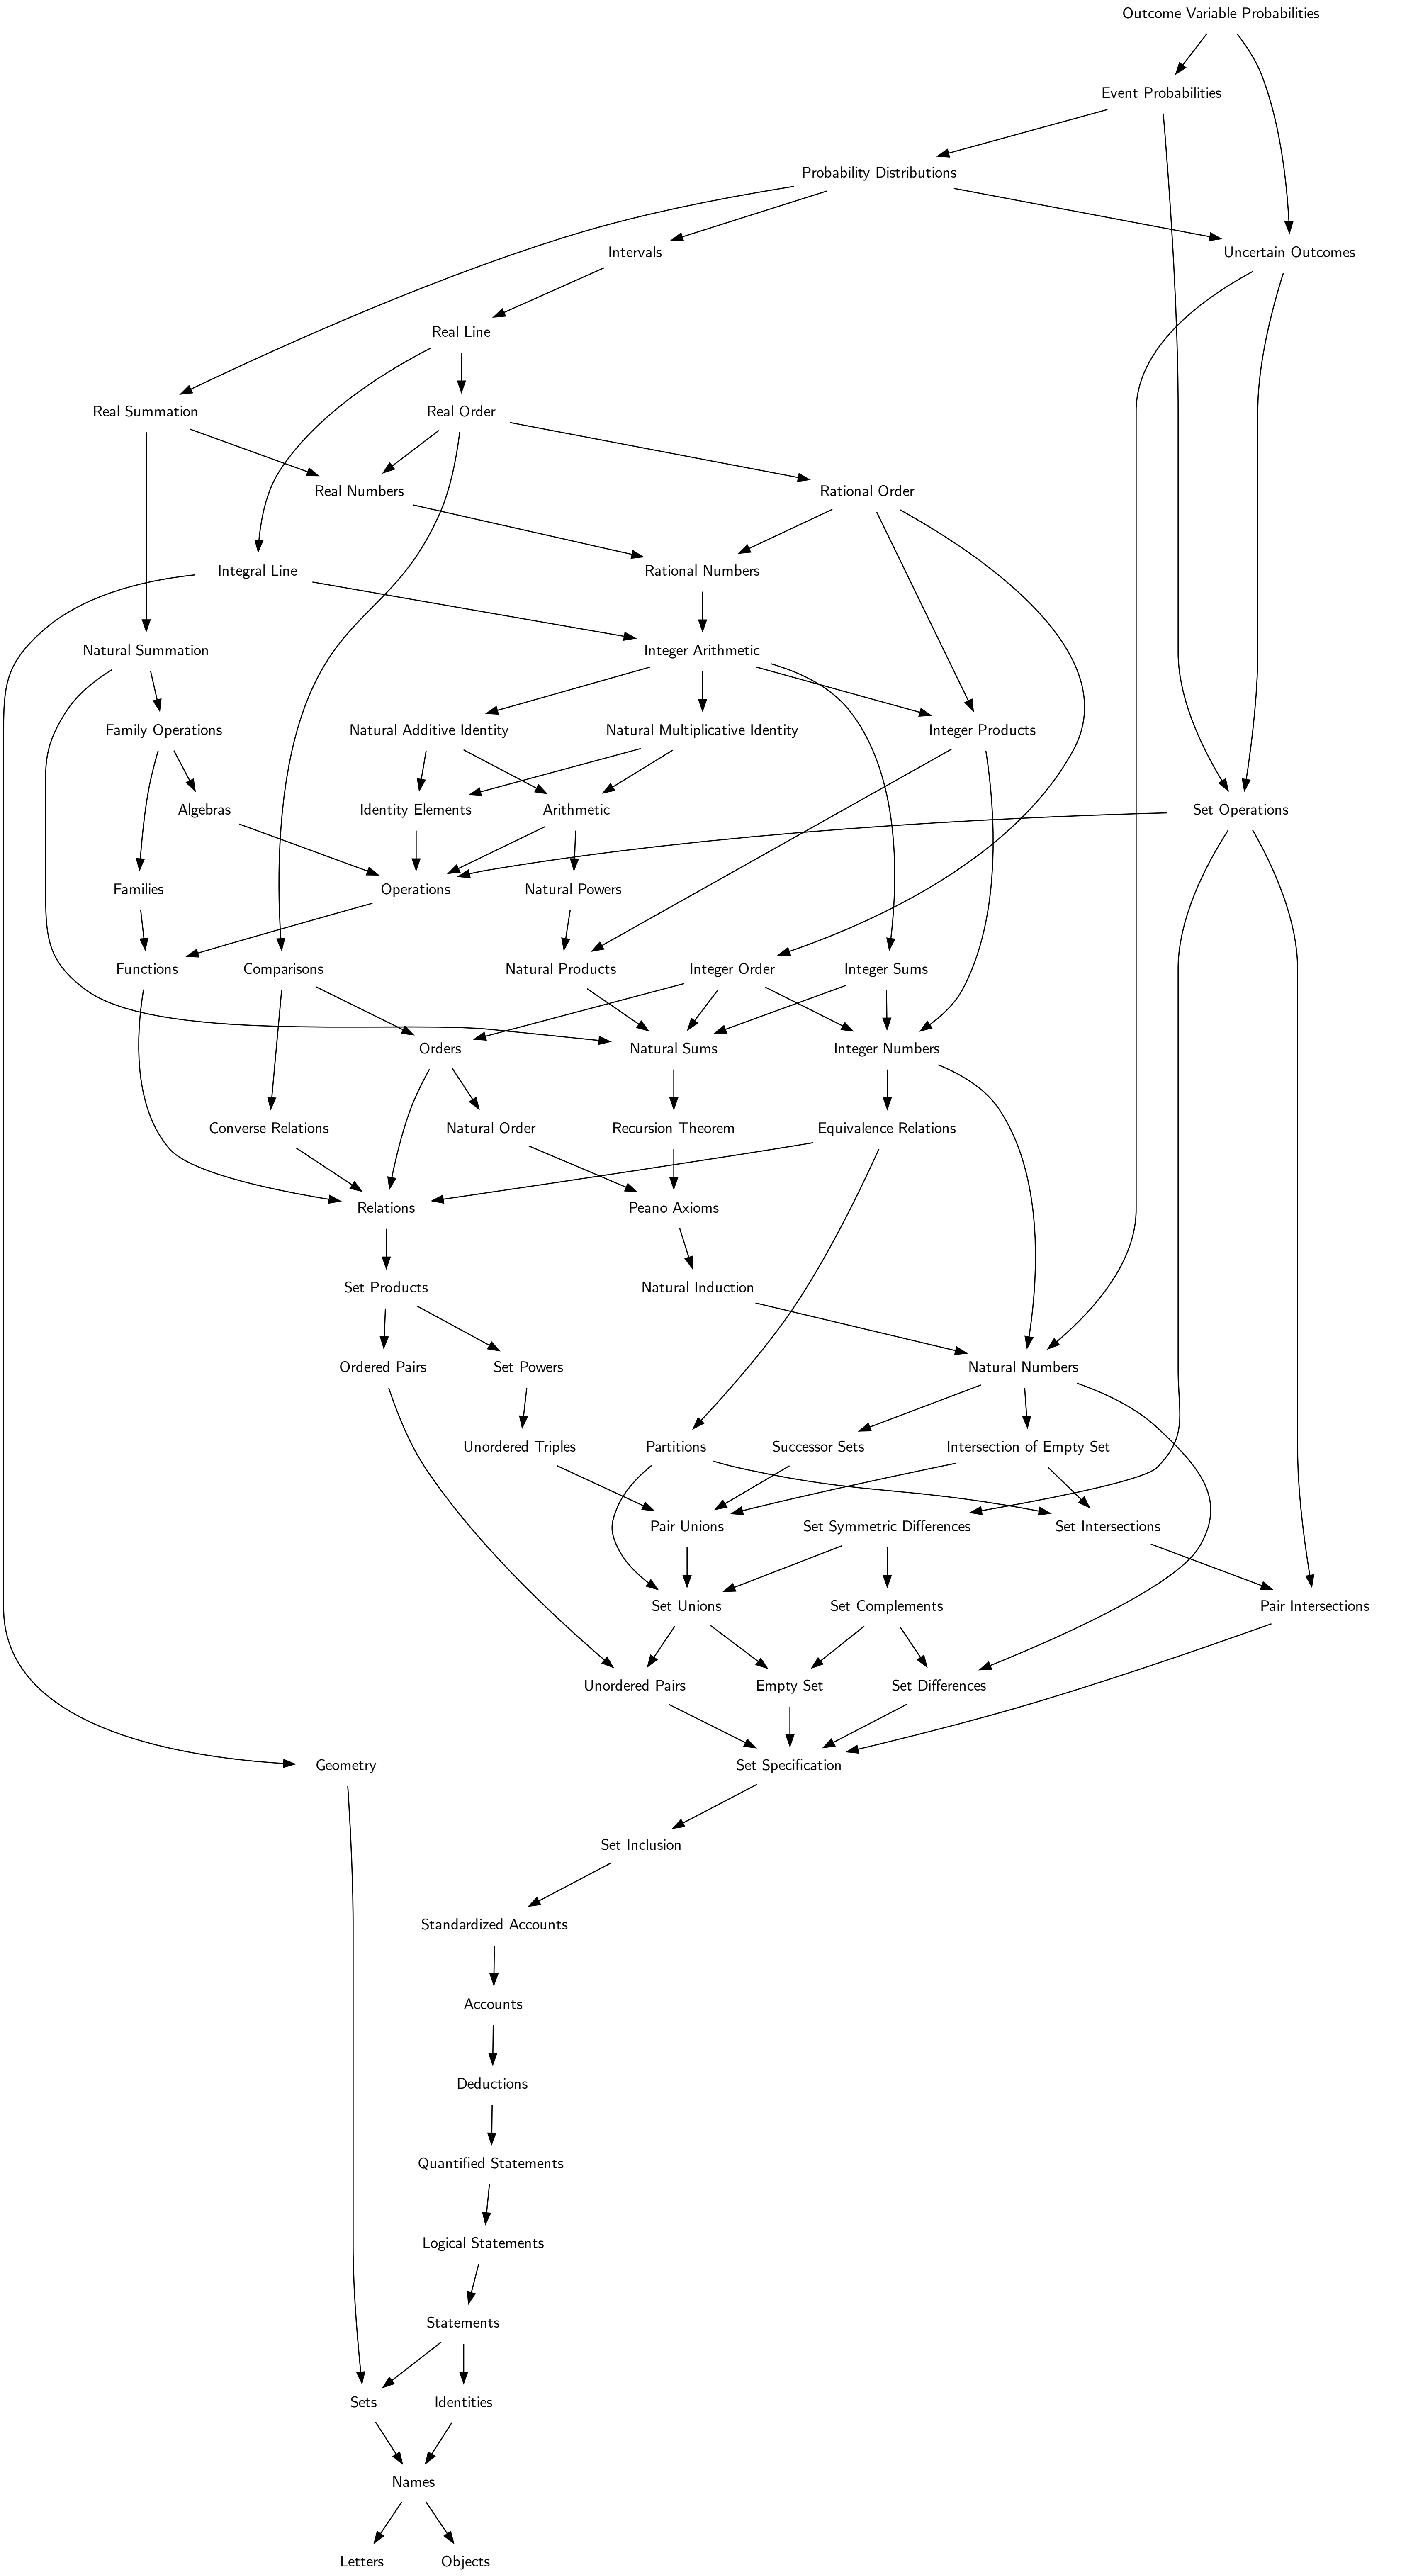 Outcome Variable Probabilities
Event Probabilities
Probability Distributions
Intervals
Uncertain Outcomes
Real Line
Real Summation
Real Order
Real Numbers
Rational Order
Integral Line
Rational Numbers
Natural Summation
Integer Arithmetic
Family Operations
Natural Additive Identity
Natural Multiplicative Identity
Integer Products
Algebras
Identity Elements
Arithmetic
Set Operations
Families
Operations
Natural Powers
Functions
Comparisons
Natural Products
Integer Order
Integer Sums
Orders
Natural Sums
Integer Numbers
Converse Relations
Natural Order
Recursion Theorem
Equivalence Relations
Relations
Peano Axioms
Set Products
Natural Induction
Ordered Pairs
Set Powers
Natural Numbers
Unordered Triples
Partitions
Successor Sets
Intersection of Empty Set
Pair Unions
Set Symmetric Differences
Set Intersections
Set Unions
Set Complements
Pair Intersections
Unordered Pairs
Empty Set
Set Differences
Geometry
Set Specification
Set Inclusion
Standardized Accounts
Accounts
Deductions
Quantified Statements
Logical Statements
Statements
Sets
Identities
Names
Letters
Objects